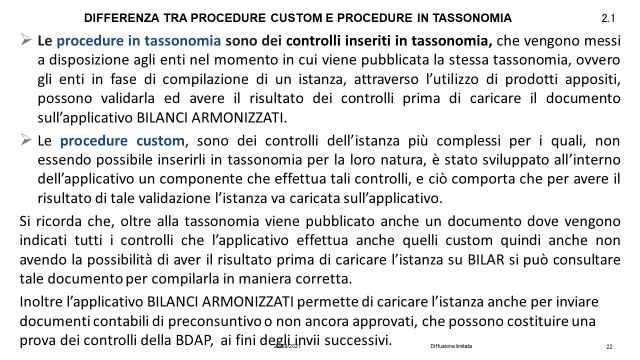 DIFFERENZA TRA PROCEDURE CUSTOM E PROCEDURE IN TASSONOMIA 2.1
Le procedure in tassonomia sono dei controlli inseriti in tassonomia, che vengono messi
a disposizione agli enti nel momento in cui viene pubblicata la stessa tassonomia, ovvero
gli enti in fase di compilazione di un istanza, attraverso l’utilizzo di prodotti appositi,
possono validarla ed avere il risultato dei controlli prima di caricare il documento
sull’applicativo BILANCI ARMONIZZATI.
Le procedure custom, sono dei controlli dell’istanza più complessi per i quali, non
essendo possibile inserirli in tassonomia per la loro natura, è stato sviluppato all’interno
dell’applicativo un componente che effettua tali controlli, e ciò comporta che per avere il
risultato di tale validazione l’istanza va caricata sull’applicativo.
Si ricorda che, oltre alla tassonomia viene pubblicato anche un documento dove vengono
indicati tutti i controlli che l’applicativo effettua anche quelli custom quindi anche non
avendo la possibilità di aver il risultato prima di caricare l’istanza su BILAR si può consultare
tale documento per compilarla in maniera corretta.
Inoltre l’applicativo BILANCI ARMONIZZATI permette di caricare l’istanza anche per inviare
documenti contabili di preconsuntivo o non ancora approvati, che possono costituire una
prova dei controlli della BDAP, ai fini degli invii successivi.
Diffusione limitata 22